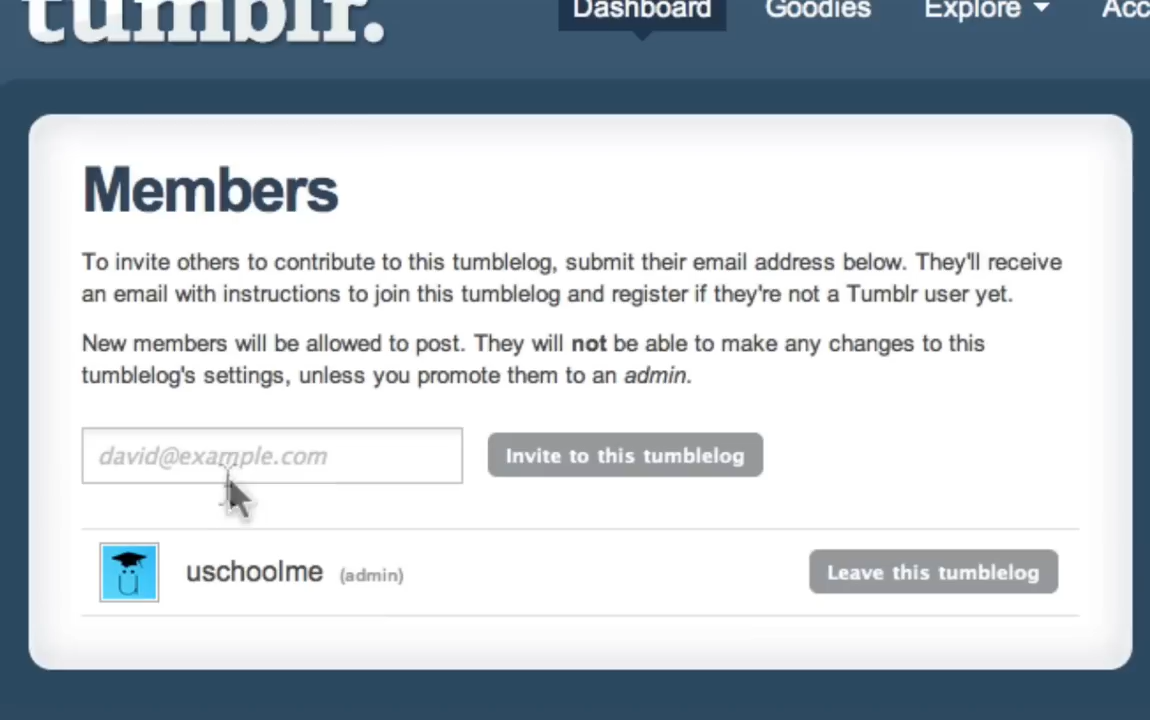 tumblr.
Dashboard Goodies Explore
Members
To invite others to contribute to this tumblelog, submit their email address below. They'll receive
an email with instructions to join this tumblelog and register if they're not a Tumblr user yet.
New members will be allowed to post. They will not be able to make any changes to this
tumblelog's settings, unless you promote them to an admin.
david@example.com Invite to this tumblelog
uschoolme (admin) Leave this tumblelog